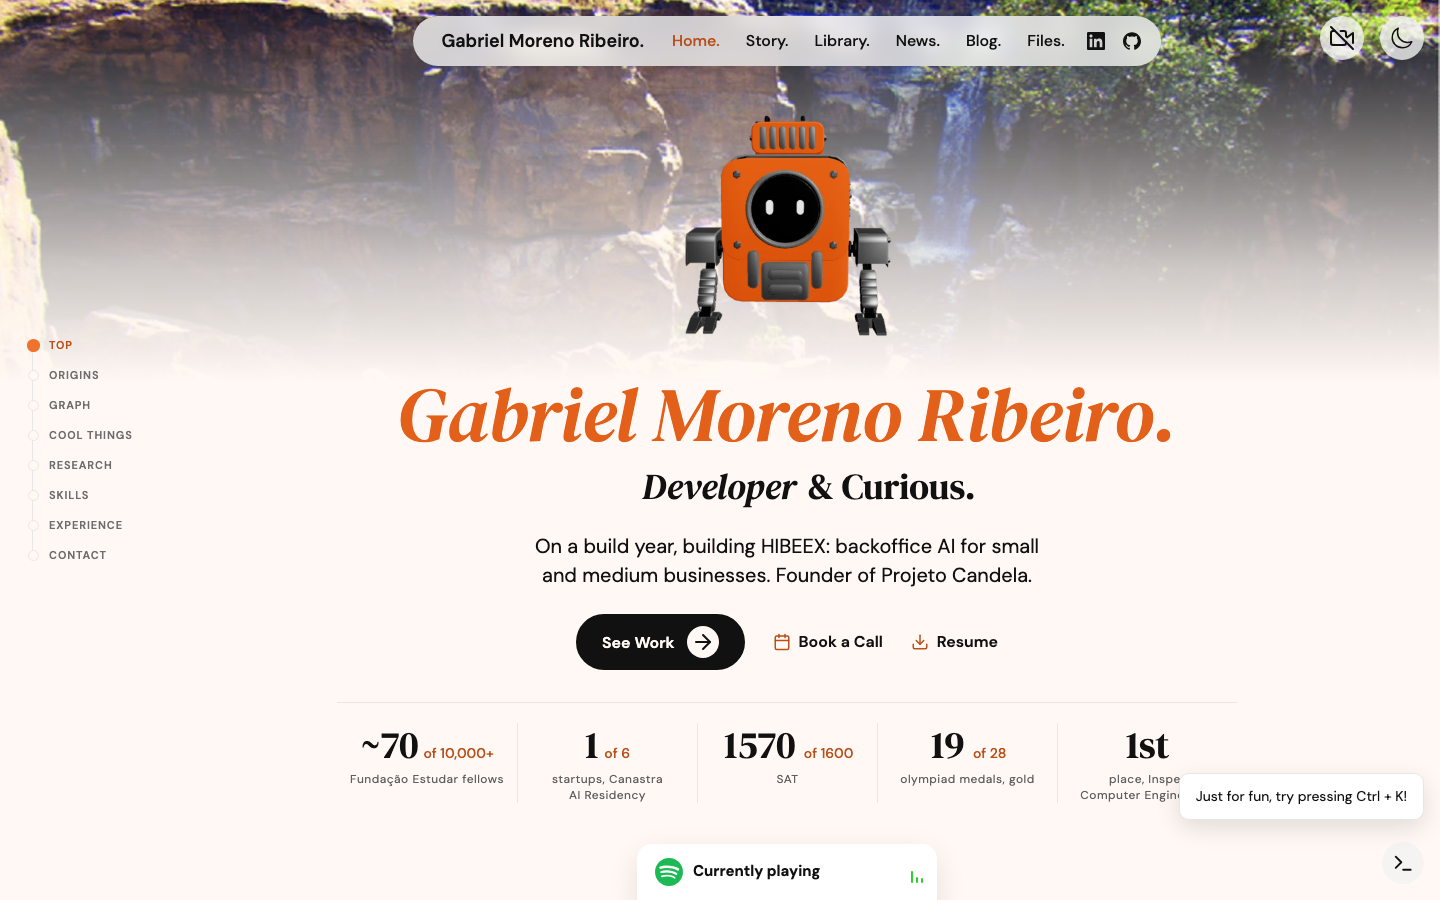 Gabriel Moreno Ribeiro.
Home.
Story.
Library.
News.
Blog.
Files.
TOP
ORIGINS
GRAPH
COOL THINGS
RESEARCH
SKILLS
EXPERIENCE
CONTACT
Gabriel Moreno Ribeiro.
Developer & Curious.
On a build year, building HIBEEX: backoffice AI for small
and medium businesses. Founder of Projeto Candela.
See Work
Book a Call
Resume
~70 of 10,000+
Fundação Estudar fellows
1 of 6
startups, Canastra
AI Residency
1570 of 1600
SAT
19 of 28
olympiad medals, gold
1st
place, Inspe
Computer Engin
Just for fun, try pressing Ctrl + K!
Currently playing